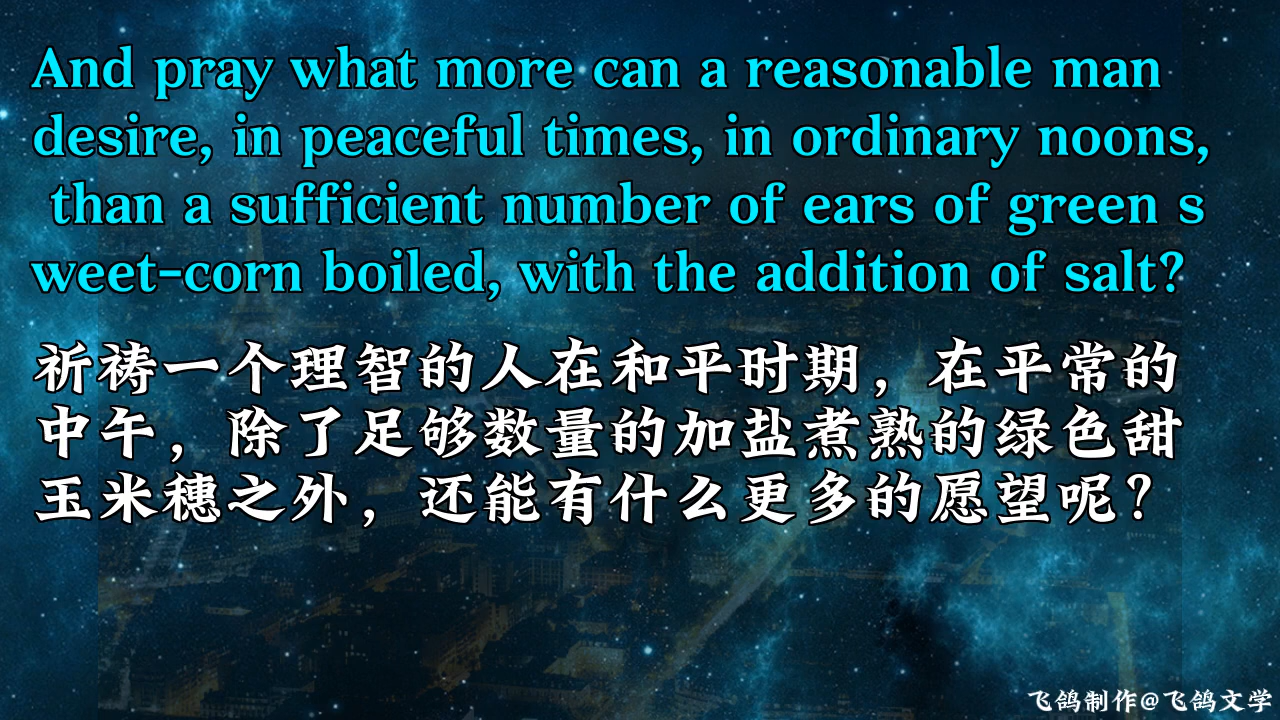 And pray what more can a reasonable man
desire, in peaceful times, in ordinary noons,
than a sufficient number of ears of green s
weet-corn boiled, with the addition of salt?
祈祷一个理智的人在和平时期，在平常的
中午，除了足够数量的加盐煮熟的绿色甜
玉米穗之外，还能有什么更多的愿望呢？
飞鸽制作@飞鸽文学